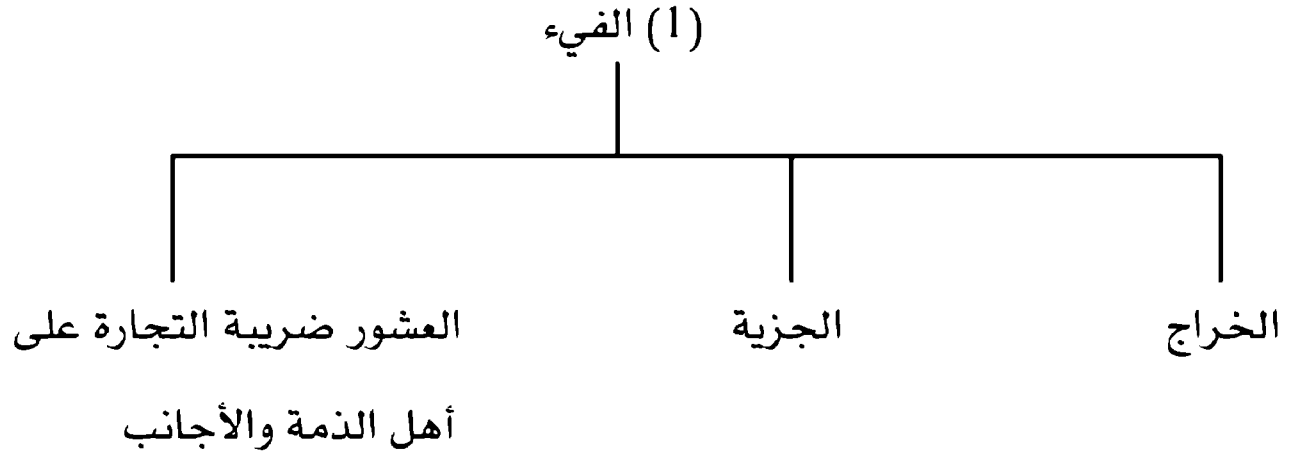 (1) الفيء
الخراج
الجزية
العشور ضريبة التجارة على
أهل الذمة والأجانب